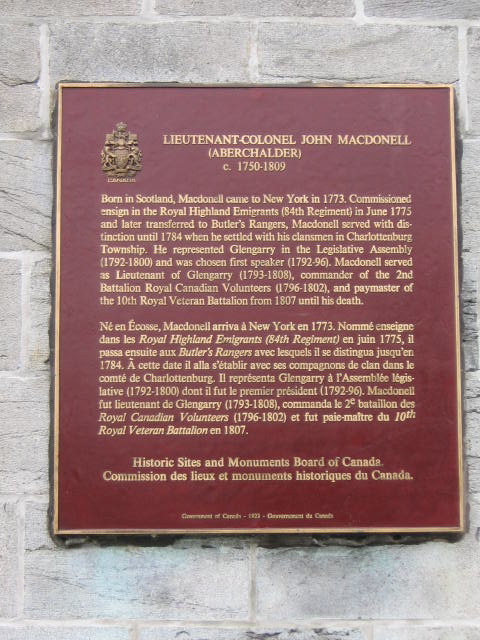 LIEUTENANT-COLONEL JOHN MACDONELL
(ABERCHALDER)
c. 1750-1809
Born in Scotland, Macdonell came to New York in 1773. Commissioned
ensign in the Royal Highland Emigrants (84th Regiment) in June 1775
and later transferred to Butler's Rangers, Macdonell served with dis-
tinction until 1784 when he settled with his clansmen in Charlottenburg
Township. He represented Glengarry in the Legislative Assembly
(1792-1800) and was chosen first speaker (1792-96). Macdonell served
as Lieutenant of Glengarry (1793-1808), commander of the 2nd
Battalion Royal Canadian Volunteers (1796-1802), and paymaster of
the 10th Royal Veteran Battalion from 1807 until his death.
Né en Écosse, Macdonell arriva à New York en 1773. Nommé enseigne
dans les Royal Highland Emigrants (84th Regiment) en juin 1775, il
passa ensuite aux Butler's Rangers avec lesquels il se distingua jusqu'en
1784. À cette date il alla s'établir avec ses compagnons de clan dans le
comté de Charlottenburg. Il représenta Glengarry à l'Assemblée légis-
lative (1792-1800) dont il fut le premier président (1792-96). Macdonell
fut lieutenant de Glengarry (1793-1808), commanda le 2e bataillon des
Royal Canadian Volunteers (1796-1802) et fut paie-maître du 10th
Royal Veteran Battalion en 1807.
Historic Sites and Monuments Board of Canada.
Commission des lieux et monuments historiques du Canada.
Government of Canada - 1923 - Gouvernement du Canada